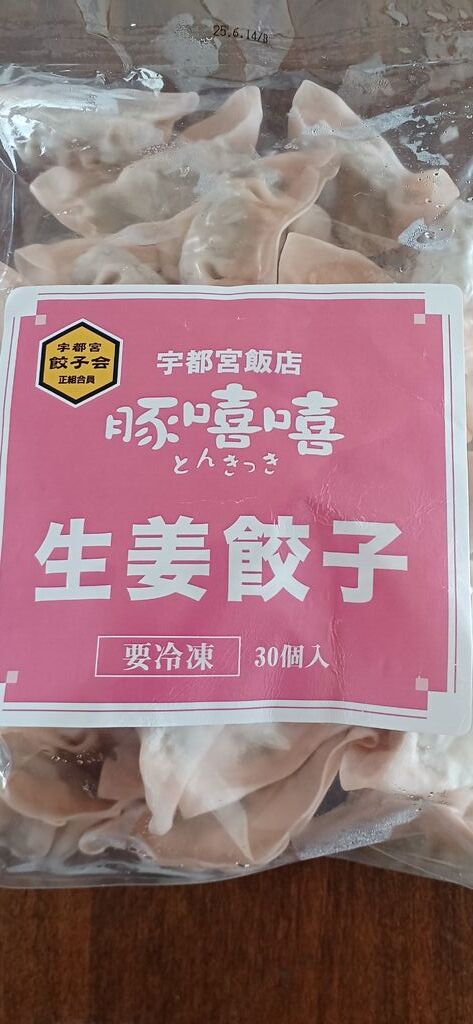 25.6.14/B
宇都宮
餃子会
正組合員
宇都宮飯店
豚嘻嘻
とんきっき
生姜餃子
要冷凍 30個入